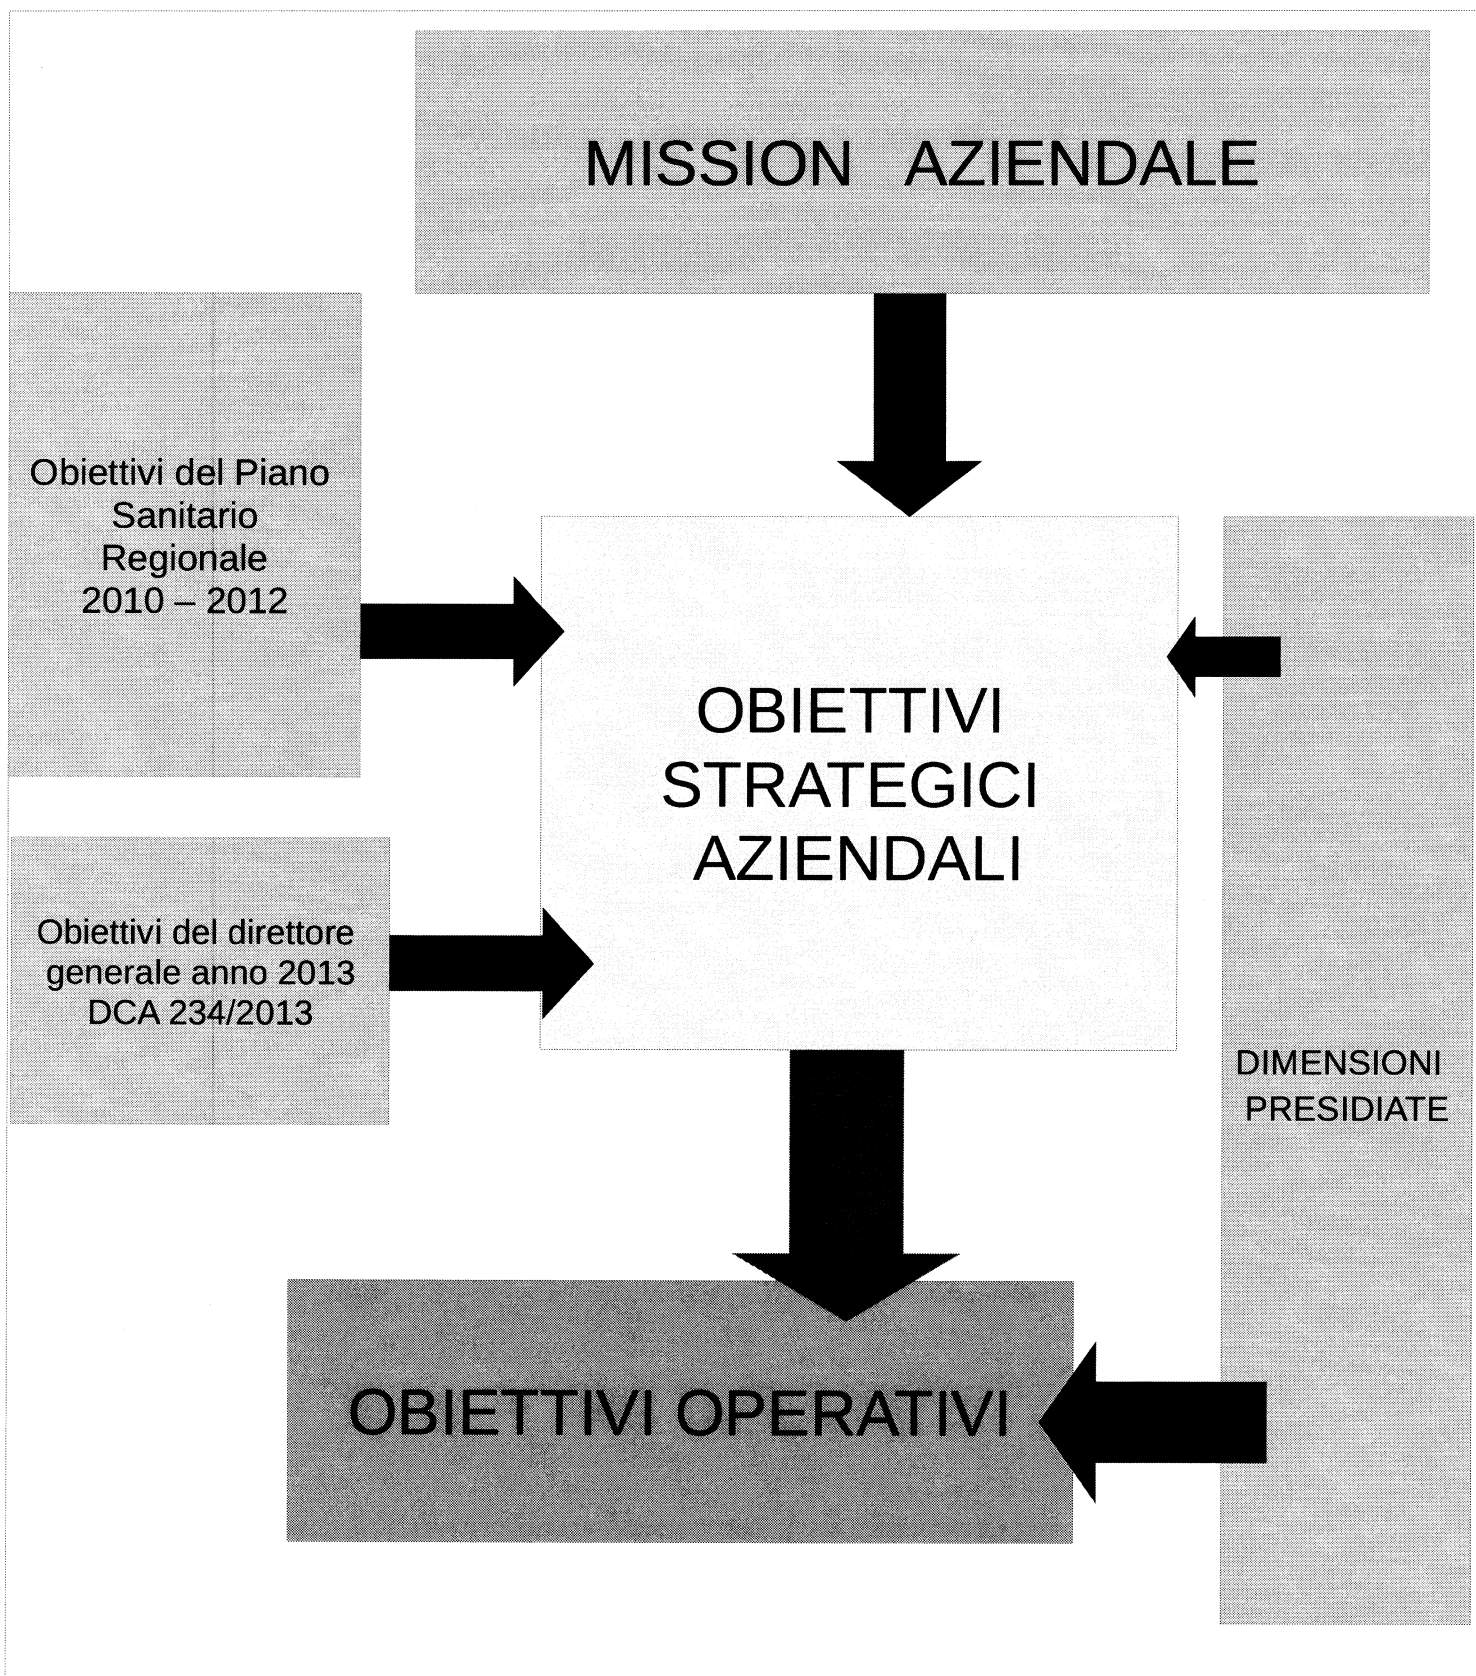 MISSION AZIENDALE
Obiettivi del Piano
Sanitario
Regionale
2010 – 2012
OBIETTIVI
STRATEGICI
AZIENDALI
Obiettivi del direttore
generale anno 2013
DCA 234/2013
DIMENSIONI
PRESIDIATE
OBIETTIVI OPERATIVI